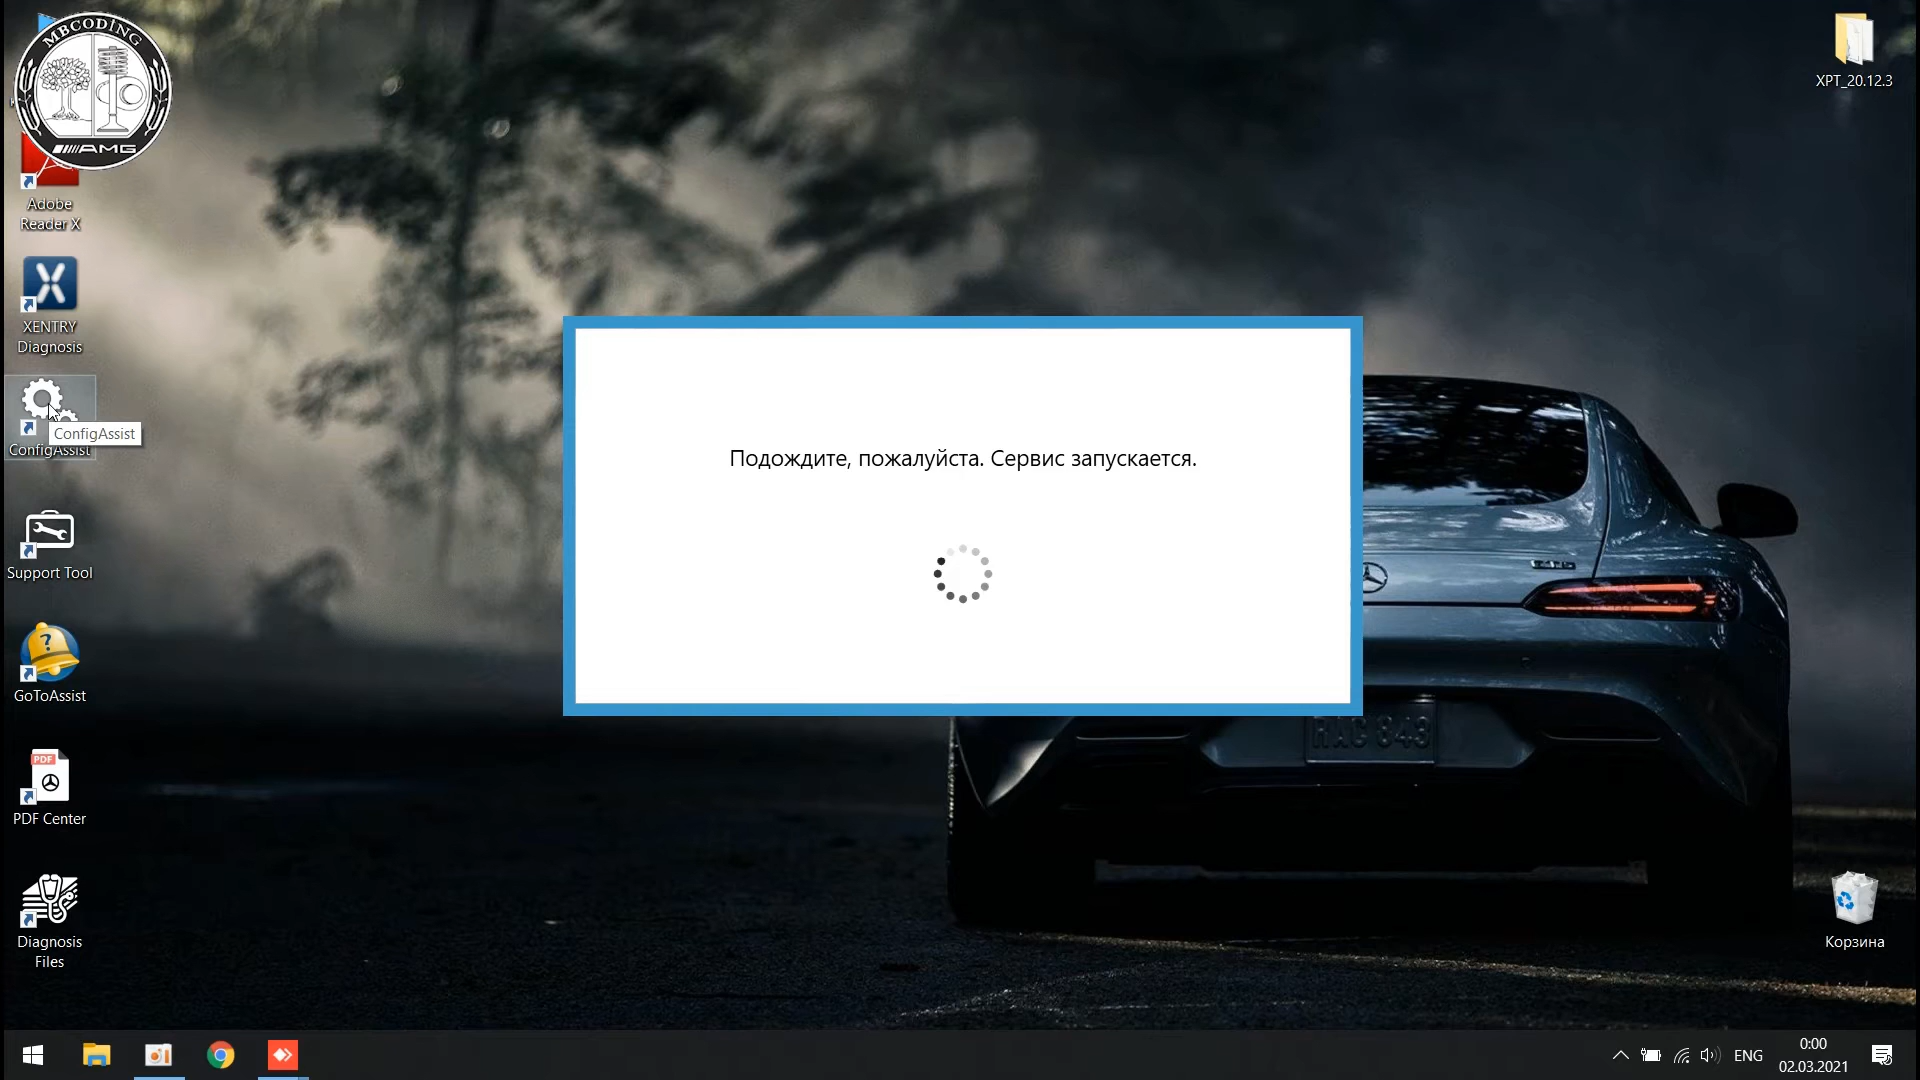 MBCODING
AMG
XPT_20.12.3
Adobe
Reader X
XENTRY
Diagnosis
ConfigAssist
ConfigAssist
Подождите, пожалуйста. Сервис запускается.
Support Tool
GoToAssist
PDF
PDF Center
Diagnosis
Files
Корзина
ENG
0:00
02.03.2021